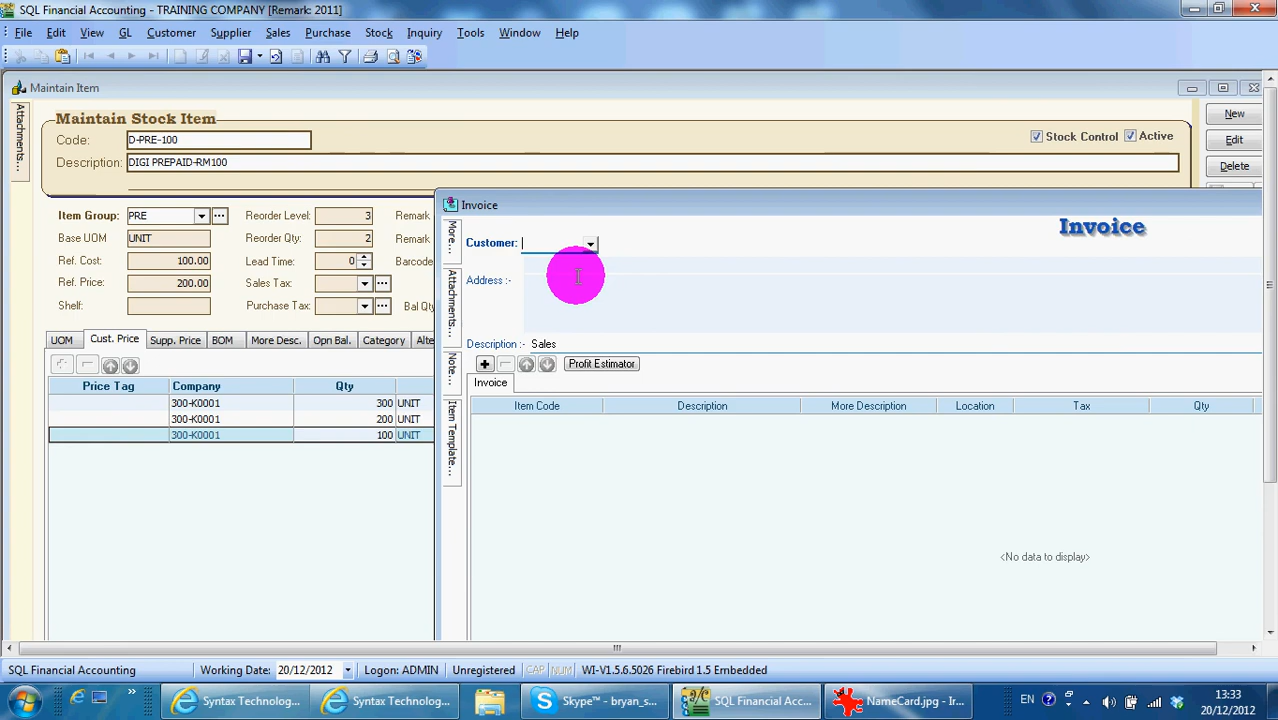 SQL Financial Accounting - TRAINING COMPANY [Remark: 2011]
File Edit View GL Customer Supplier Sales Purchase Stock Inquiry Tools Window Help
Maintain Item
Attachments...
Maintain Stock Item
Code: D-PRE-100
Stock Control Active
Description: DIGI PREPAID-RM100
New
Edit
Delete
Item Group: PRE Reorder Level: 3 Remark
Base UOM UNIT Reorder Qty: 2 Remark
Ref. Cost: 100.00 Lead Time: 0 Barcode
Ref. Price: 200.00 Sales Tax:
Shelf: Purchase Tax: Bal Qty
UOM Cust. Price Supp. Price BOM More Desc. Opn Bal. Category
Price Tag Company Qty
300-K0001 300 UNIT
300-K0001 200 UNIT
300-K0001 100 UNIT
Invoice
More...
Attachments...
Note...
Item Template...
Invoice
Customer:
Address :-
Description :- Sales
Profit Estimator
Invoice
Item Code Description More Description Location Tax Qty
<No data to display>
SQL Financial Accounting Working Date: 20/12/2012 Logon: ADMIN Unregistered CAP NUM WI-V1.5.6.5026 Firebird 1.5 Embedded
Syntax Technolog... Syntax Technolog... Skype™ - bryan_s... SQL Financial Acc... NameCard.jpg - Ir... EN 13:33
20/12/2012